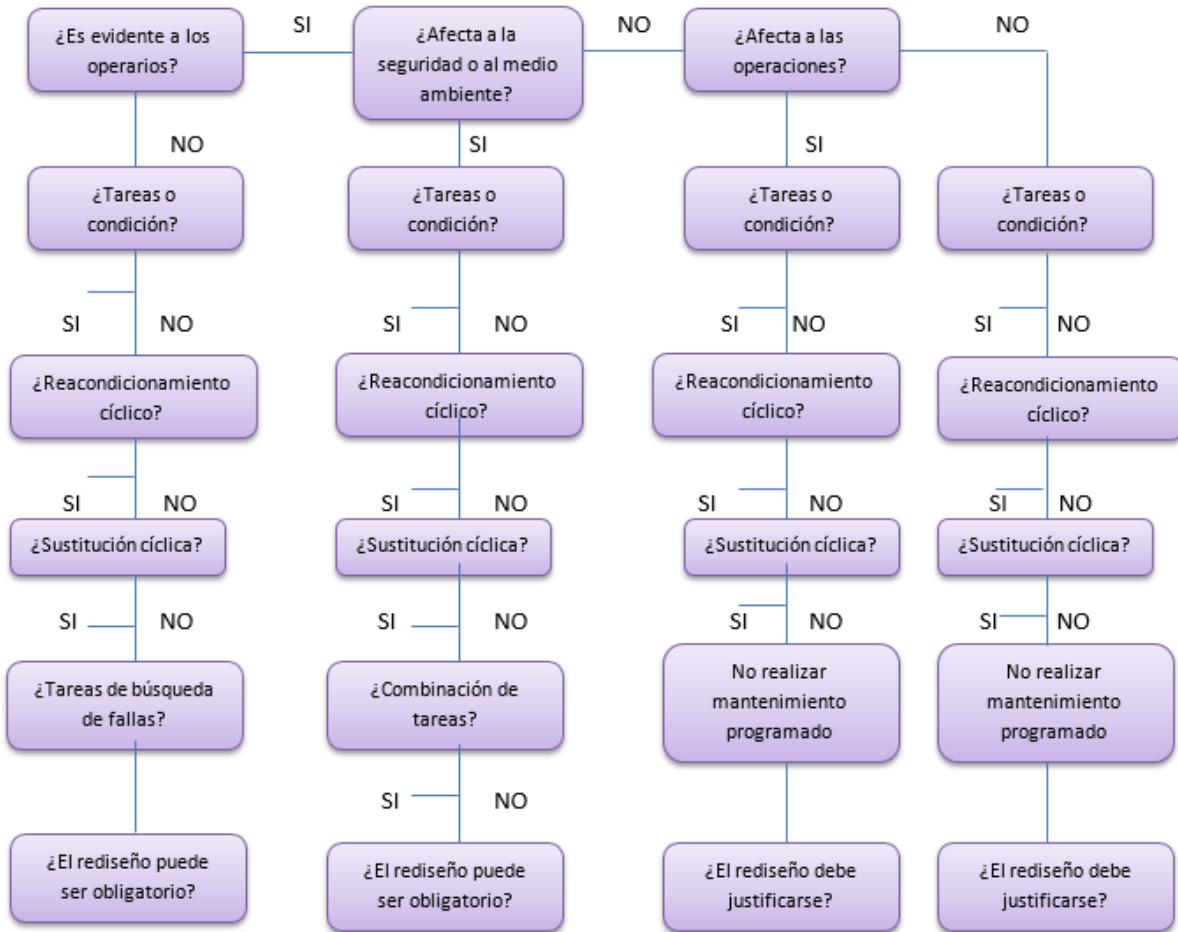 ¿Es evidente a los
operarios?
SI
¿Afecta a la
seguridad o al medio
ambiente?
NO
¿Afecta a las
operaciones?
NO
NO
SI
SI
¿Tareas o
condición?
¿Tareas o
condición?
¿Tareas o
condición?
¿Tareas o
condición?
SI
NO
SI
NO
SI
NO
SI
NO
¿Reacondicionamiento
cíclico?
¿Reacondicionamiento
cíclico?
¿Reacondicionamiento
cíclico?
¿Reacondicionamiento
cíclico?
SI
NO
SI
NO
SI
NO
SI
NO
¿Sustitución cíclica?
¿Sustitución cíclica?
¿Sustitución cíclica?
¿Sustitución cíclica?
SI
NO
SI
NO
SI
NO
SI
NO
¿Tareas de búsqueda
de fallas?
¿Combinación de
tareas?
No realizar
mantenimiento
programado
No realizar
mantenimiento
programado
SI
NO
¿El rediseño puede
ser obligatorio?
¿El rediseño puede
ser obligatorio?
¿El rediseño debe
justificarse?
¿El rediseño debe
justificarse?